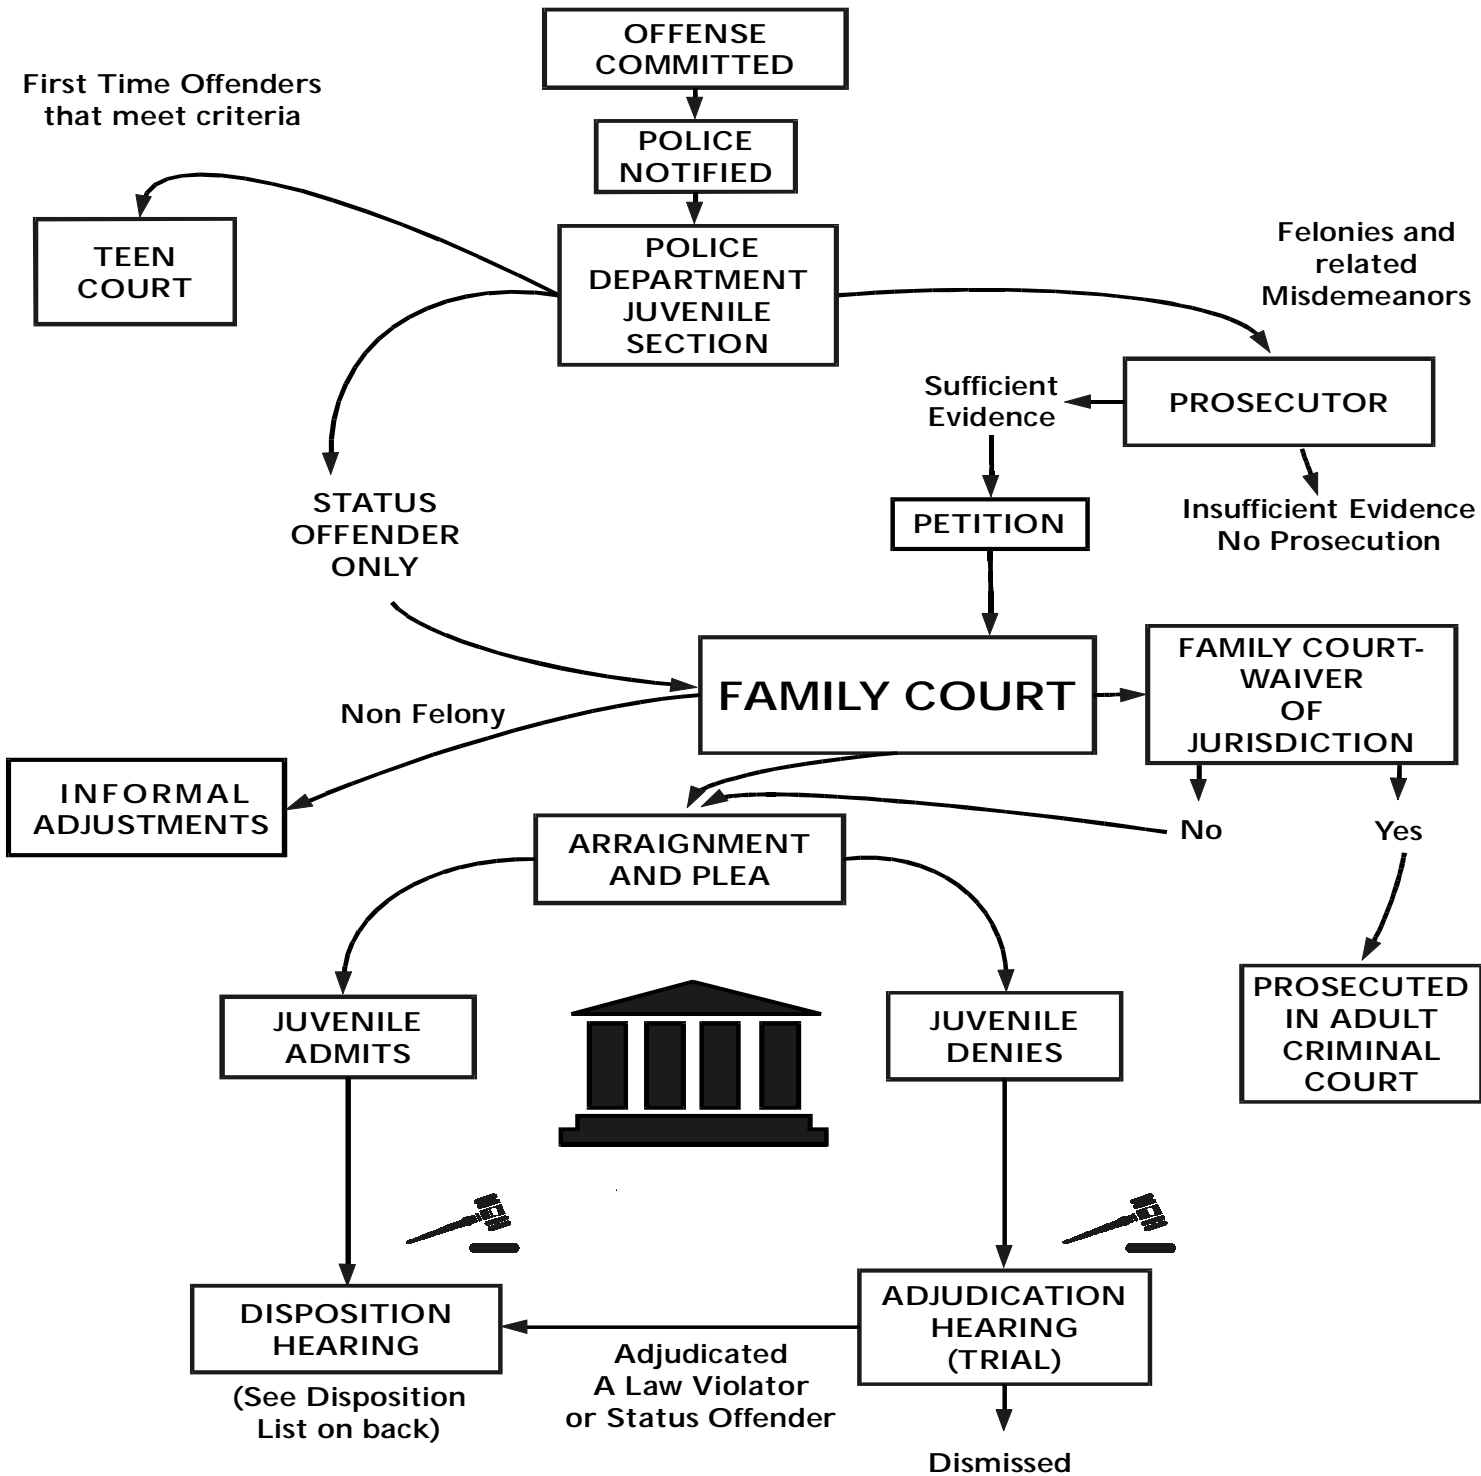 OFFENSE
COMMITTED
First Time Offenders
that meet criteria
POLICE
NOTIFIED
TEEN
COURT
POLICE
DEPARTMENT
JUVENILE
SECTION
Felonies and
related
Misdemeanors
PROSECUTOR
Sufficient
Evidence
Insufficient Evidence
No Prosecution
STATUS
OFFENDER
ONLY
PETITION
FAMILY COURT
FAMILY COURT-
WAIVER
OF
JURISDICTION
Non Felony
INFORMAL
ADJUSTMENTS
ARRAIGNMENT
AND PLEA
No
Yes
JUVENILE
ADMITS
JUVENILE
DENIES
PROSECUTED
IN ADULT
CRIMINAL
COURT
DISPOSITION
HEARING
(See Disposition
List on back)
Adjudicated
A Law Violator
or Status Offender
ADJUDICATION
HEARING
(TRIAL)
Dismissed